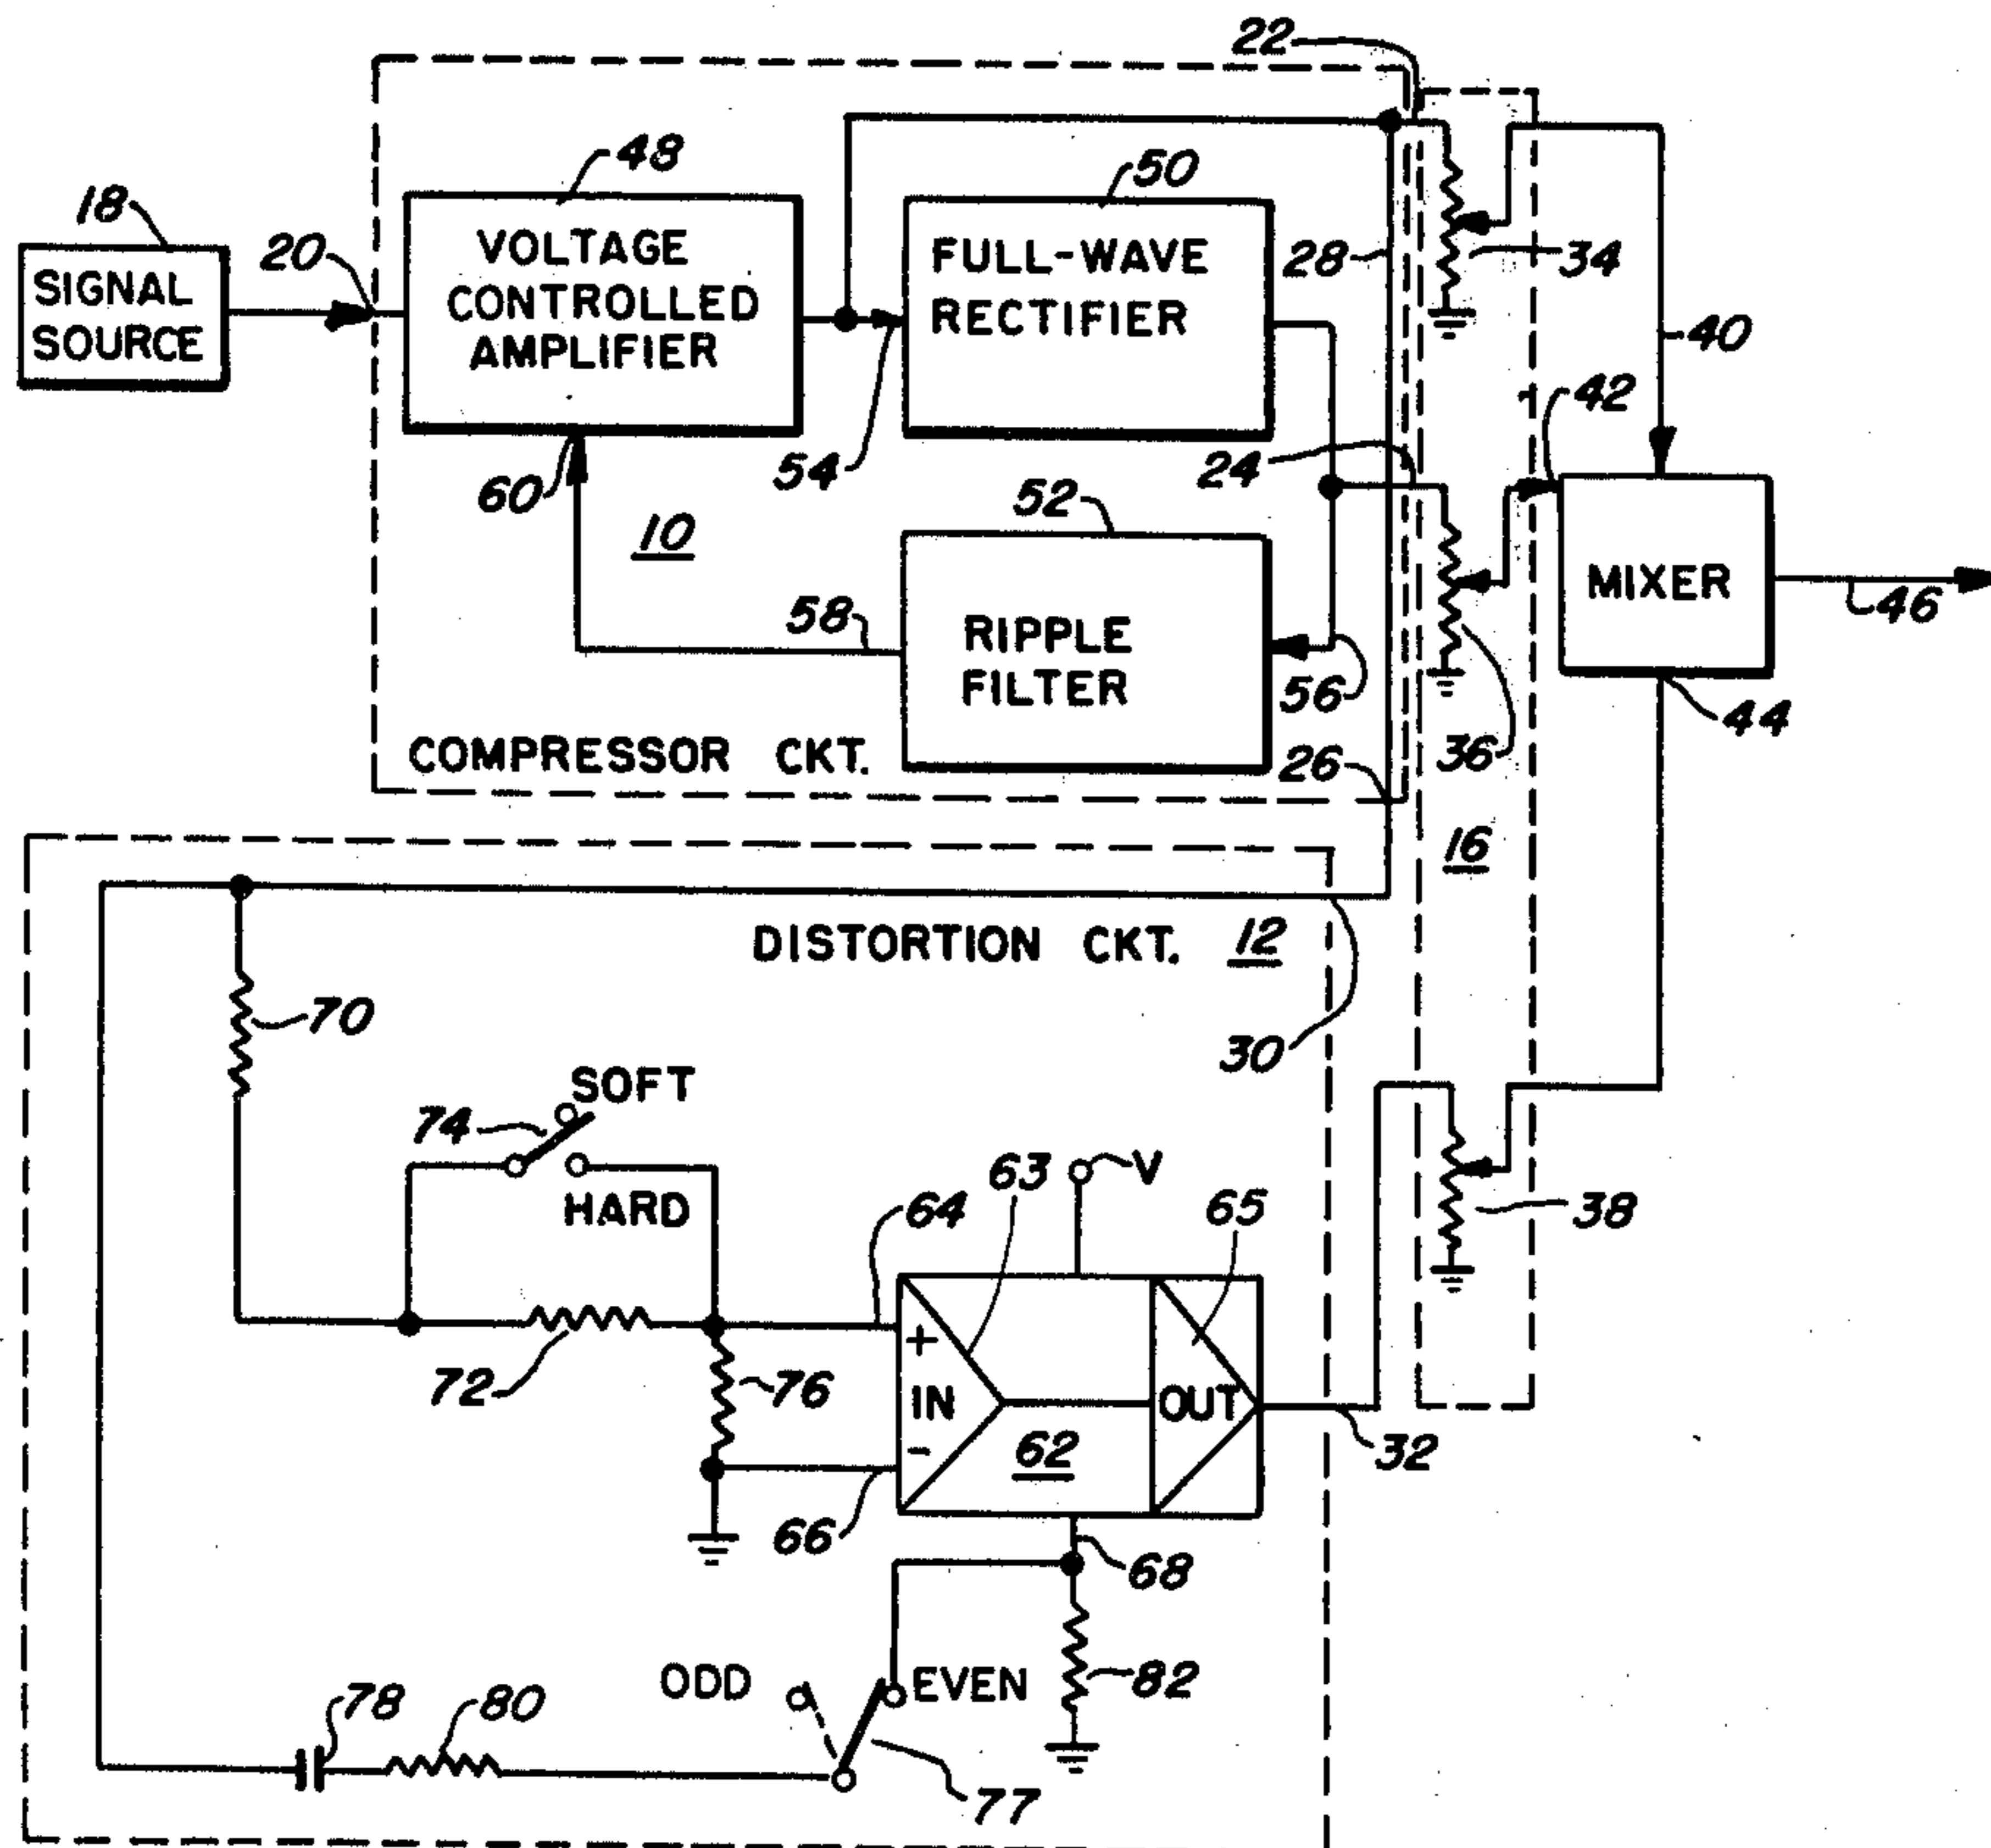 22
48
50
18
20
SIGNAL
SOURCE
VOLTAGE
CONTROLLED
AMPLIFIER
FULL-WAVE
RECTIFIER
28
34
40
42
60
54
24
10
52
MIXER
46
58
RIPPLE
FILTER
56
44
36
COMPRESSOR CKT.
26
16
DISTORTION CKT. 12
70
30
SOFT
74
63
V
65
HARD
64
38
+
72
76
IN
OUT
-
62
32
66
68
ODD
EVEN
82
78
80
77